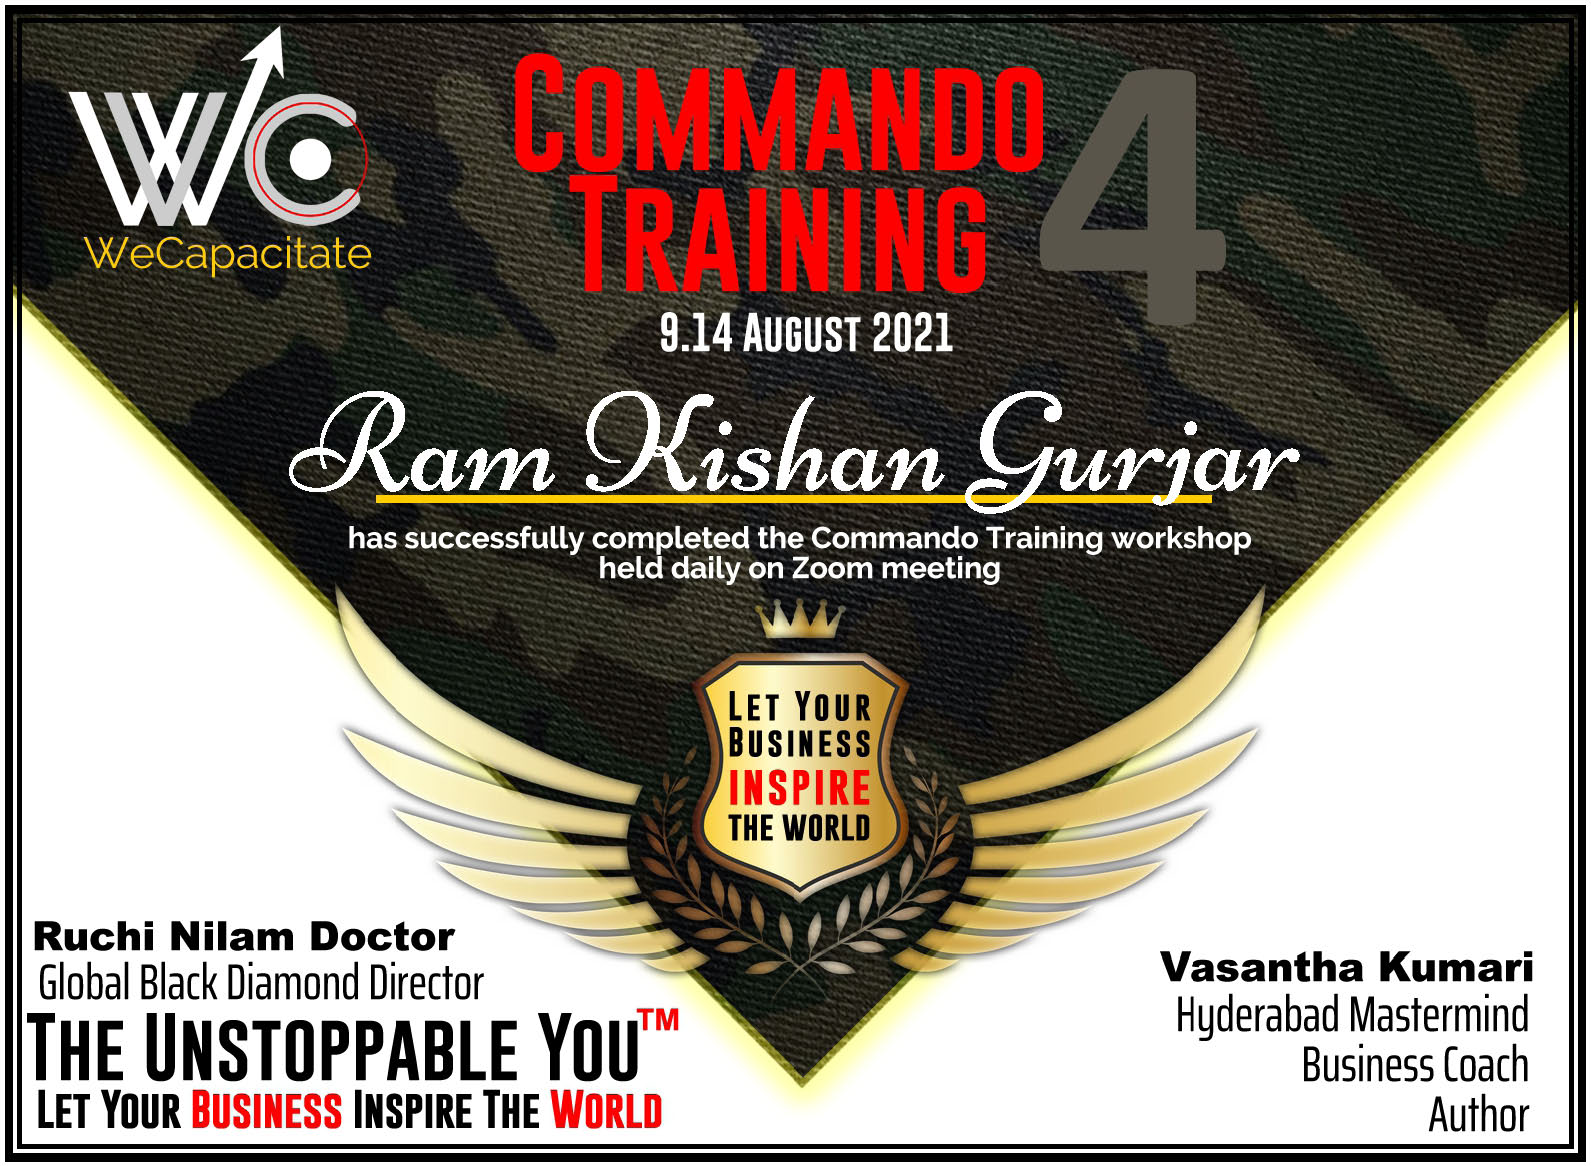 WC
WeCapacitate
COMMANDO
TRAINING
4
9.14 AUGUST 2021
Ram Kishan Gurjar
has successfully completed the Commando Training workshop
held daily on Zoom meeting
LET YOUR
BUSINESS
INSPIRE
THE WORLD
Ruchi Nilam Doctor
Global Black Diamond Director
THE UNSTOPPABLE YOU™
LET YOUR BUSINESS INSPIRE THE WORLD
Vasantha Kumari
Hyderabad Mastermind
Business Coach
Author